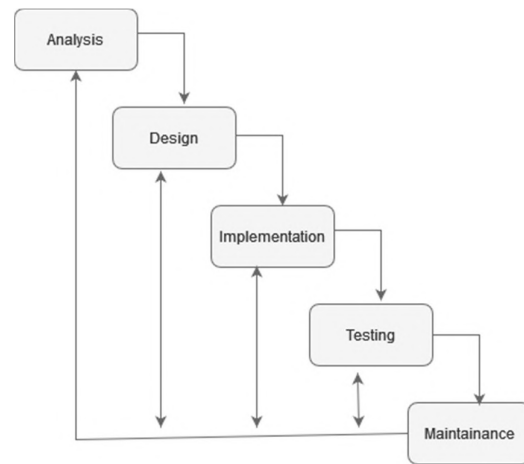 Analysis
Design
Implementation
Testing
Maintainance